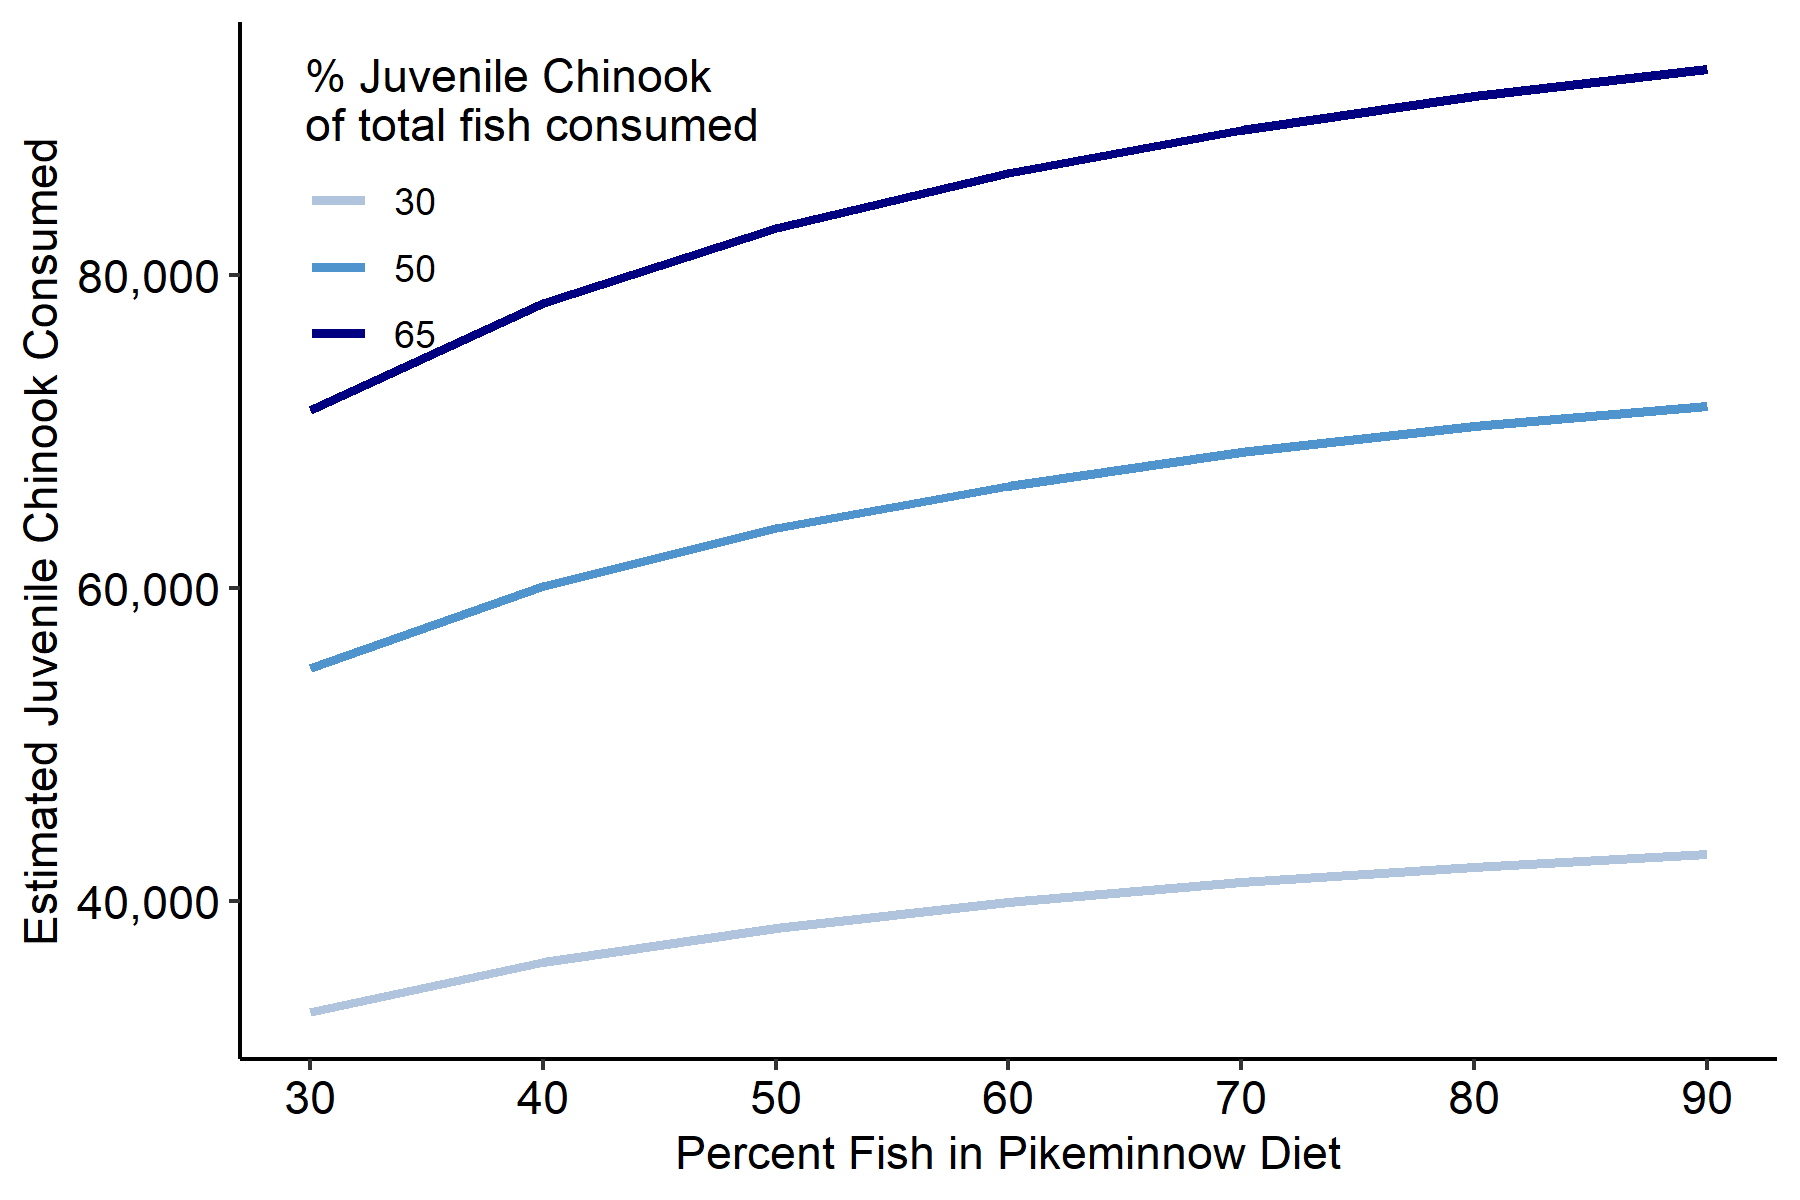 % Juvenile Chinook
of total fish consumed
30
50
65
Estimated Juvenile Chinook Consumed
80,000
60,000
40,000
30 40 50 60 70 80 90
Percent Fish in Pikeminnow Diet